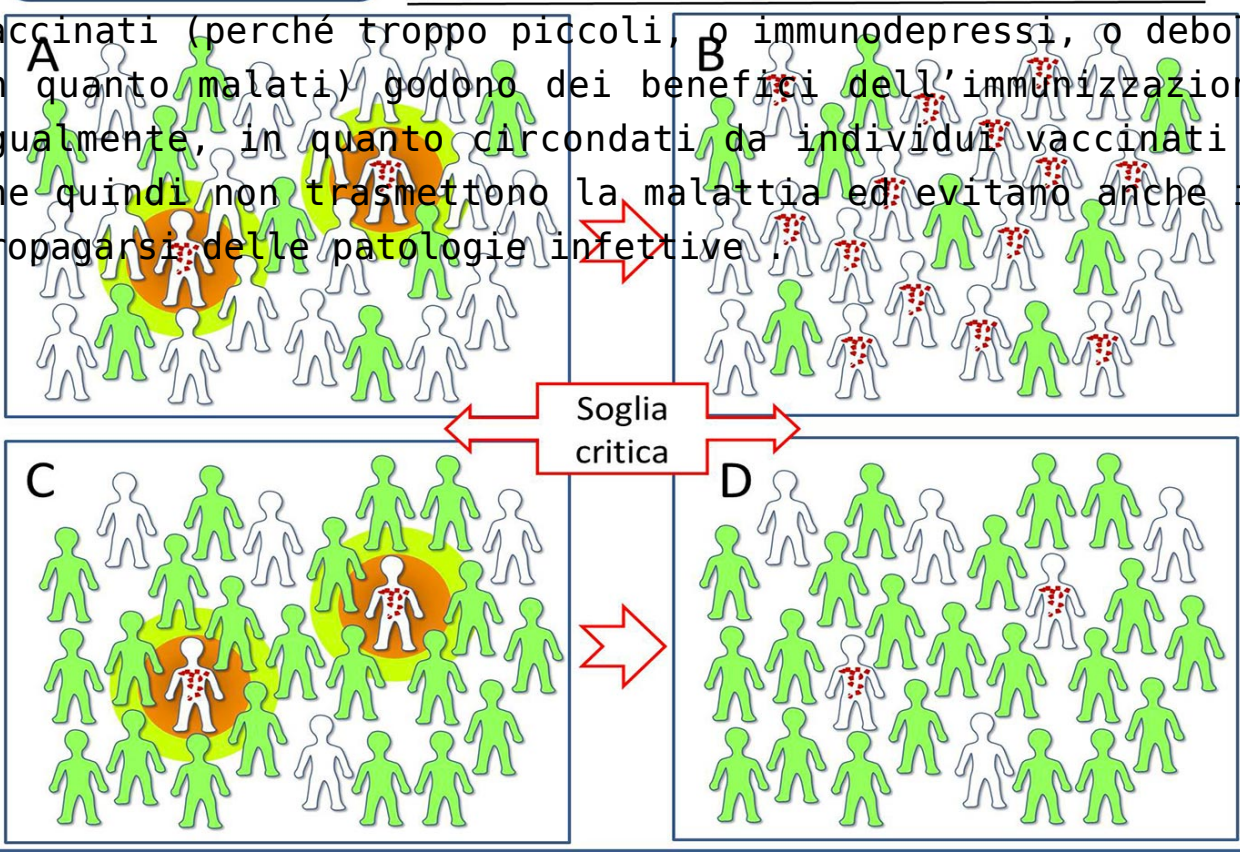 accinati (perché troppo piccoli, o immunodepressi, o debo
quanto malati) godono dei benefici dell’immunizzazion
gualmente, in quanto circondati da individui vaccinati
he quindi non trasmettono la malattia ed evitano anche
ropagarsi delle patologie infettive .
A
B
Soglia
critica
C
D